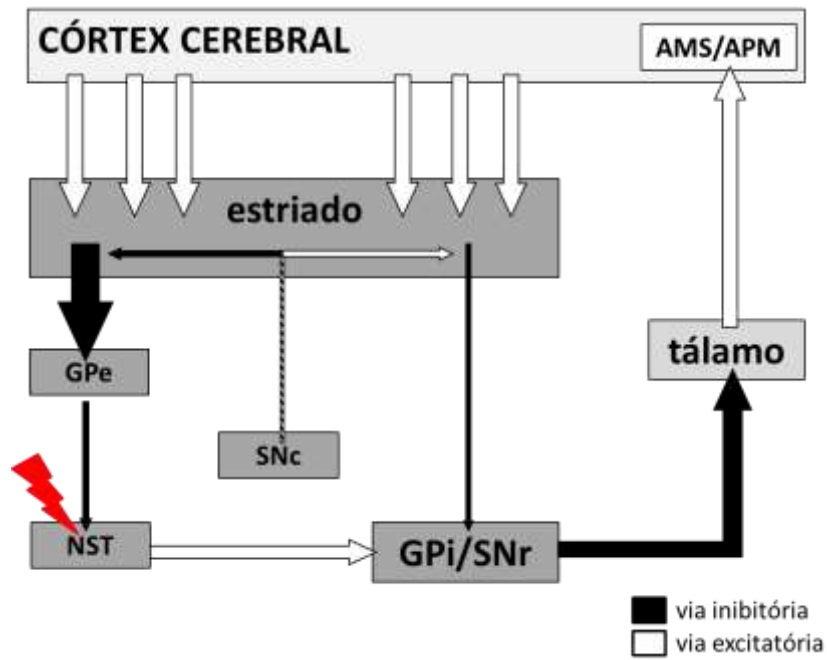 CÓRTEX CEREBRAL
AMS/APM
estriado
tálamo
GPe
SNc
NST
GPi/SNr
via inibitória
via excitatória